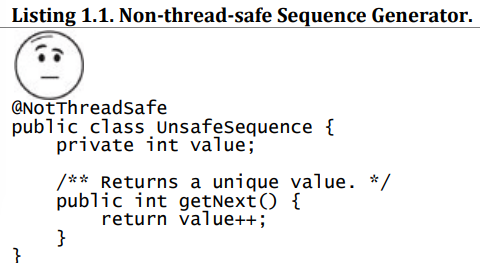 Listing 1.1. Non-thread-safe Sequence Generator.
@NotThreadSafe
public class UnsafeSequence {
    private int value;

    /** Returns a unique value. */
    public int getNext() {
        return value++;
    }
}